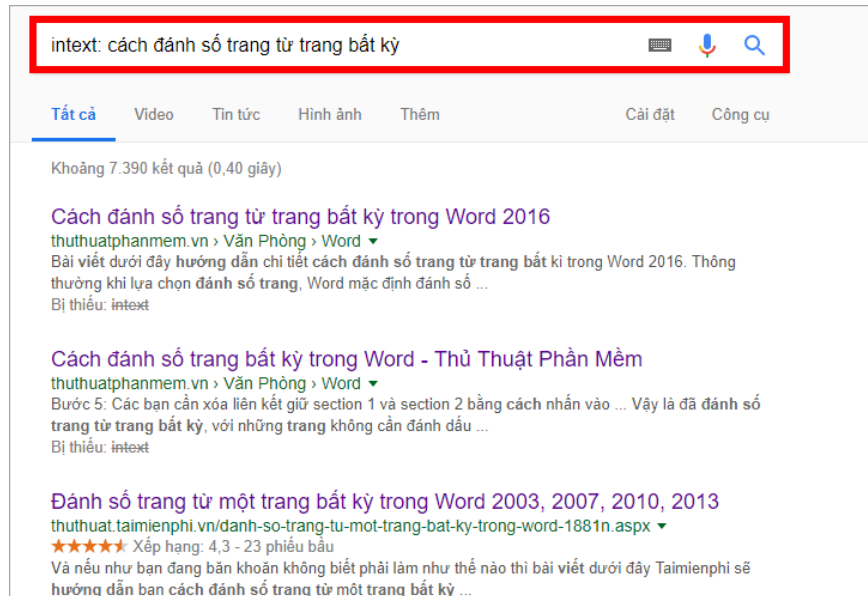 intext: cách đánh số trang từ trang bất kỳ
Tất cả Video Tin tức Hình ảnh Thêm Cài đặt Công cụ
Khoảng 7.390 kết quả (0,40 giây)
Cách đánh số trang từ trang bất kỳ trong Word 2016
thuthuatphanmem.vn › Văn Phòng › Word
Bài viết dưới đây hướng dẫn chi tiết cách đánh số trang từ trang bất kì trong Word 2016. Thông
thường khi lựa chọn đánh số trang, Word mặc định đánh số ...
Bị thiếu: intext
Cách đánh số trang bất kỳ trong Word - Thủ Thuật Phần Mềm
thuthuatphanmem.vn › Văn Phòng › Word
Bước 5: Các bạn cần xóa liên kết giữ section 1 và section 2 bằng cách nhấn vào ... Vậy là đã đánh số
trang từ trang bất kỳ, với những trang không cần đánh dấu ...
Bị thiếu: intext
Đánh số trang từ một trang bất kỳ trong Word 2003, 2007, 2010, 2013
thuthuat.taimienphi.vn/danh-so-trang-tu-mot-trang-bat-ky-trong-word-1881n.aspx
Xếp hạng: 4,3 - 23 phiếu bầu
Và nếu như bạn đang băn khoăn không biết phải làm như thế nào thì bài viết dưới đây Taimienphi sẽ
hướng dẫn bạn cách đánh số trang từ một trang bất kỳ ...